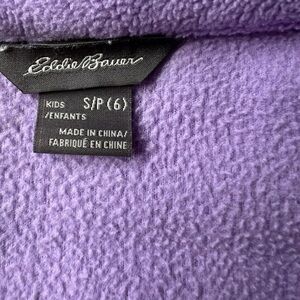 Eddie Bauer
KIDS S/P (6)
/ENFANTS
MADE IN CHINA/
FABRIQUÉ EN CHINE